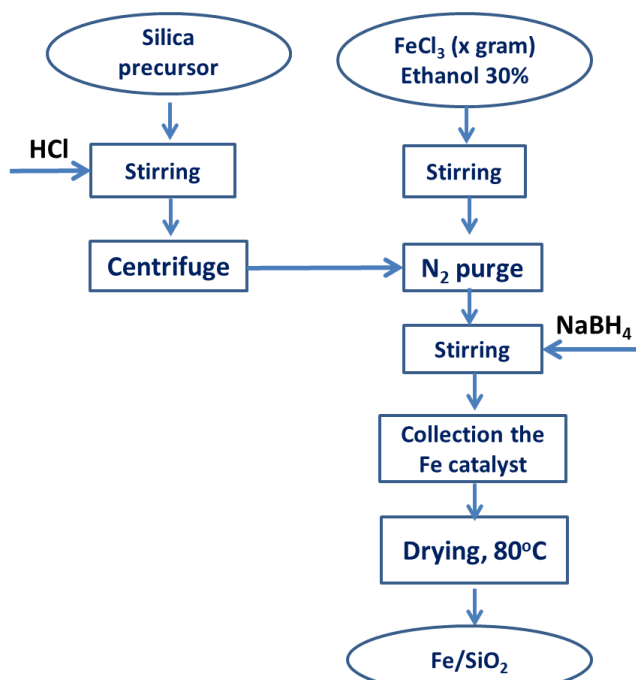 Silica
precursor
FeCl₃ (x gram)
Ethanol 30%
HCl
Stirring
Stirring
Centrifuge
N₂ purge
NaBH₄
Stirring
Collection the
Fe catalyst
Drying, 80ᵒC
Fe/SiO₂